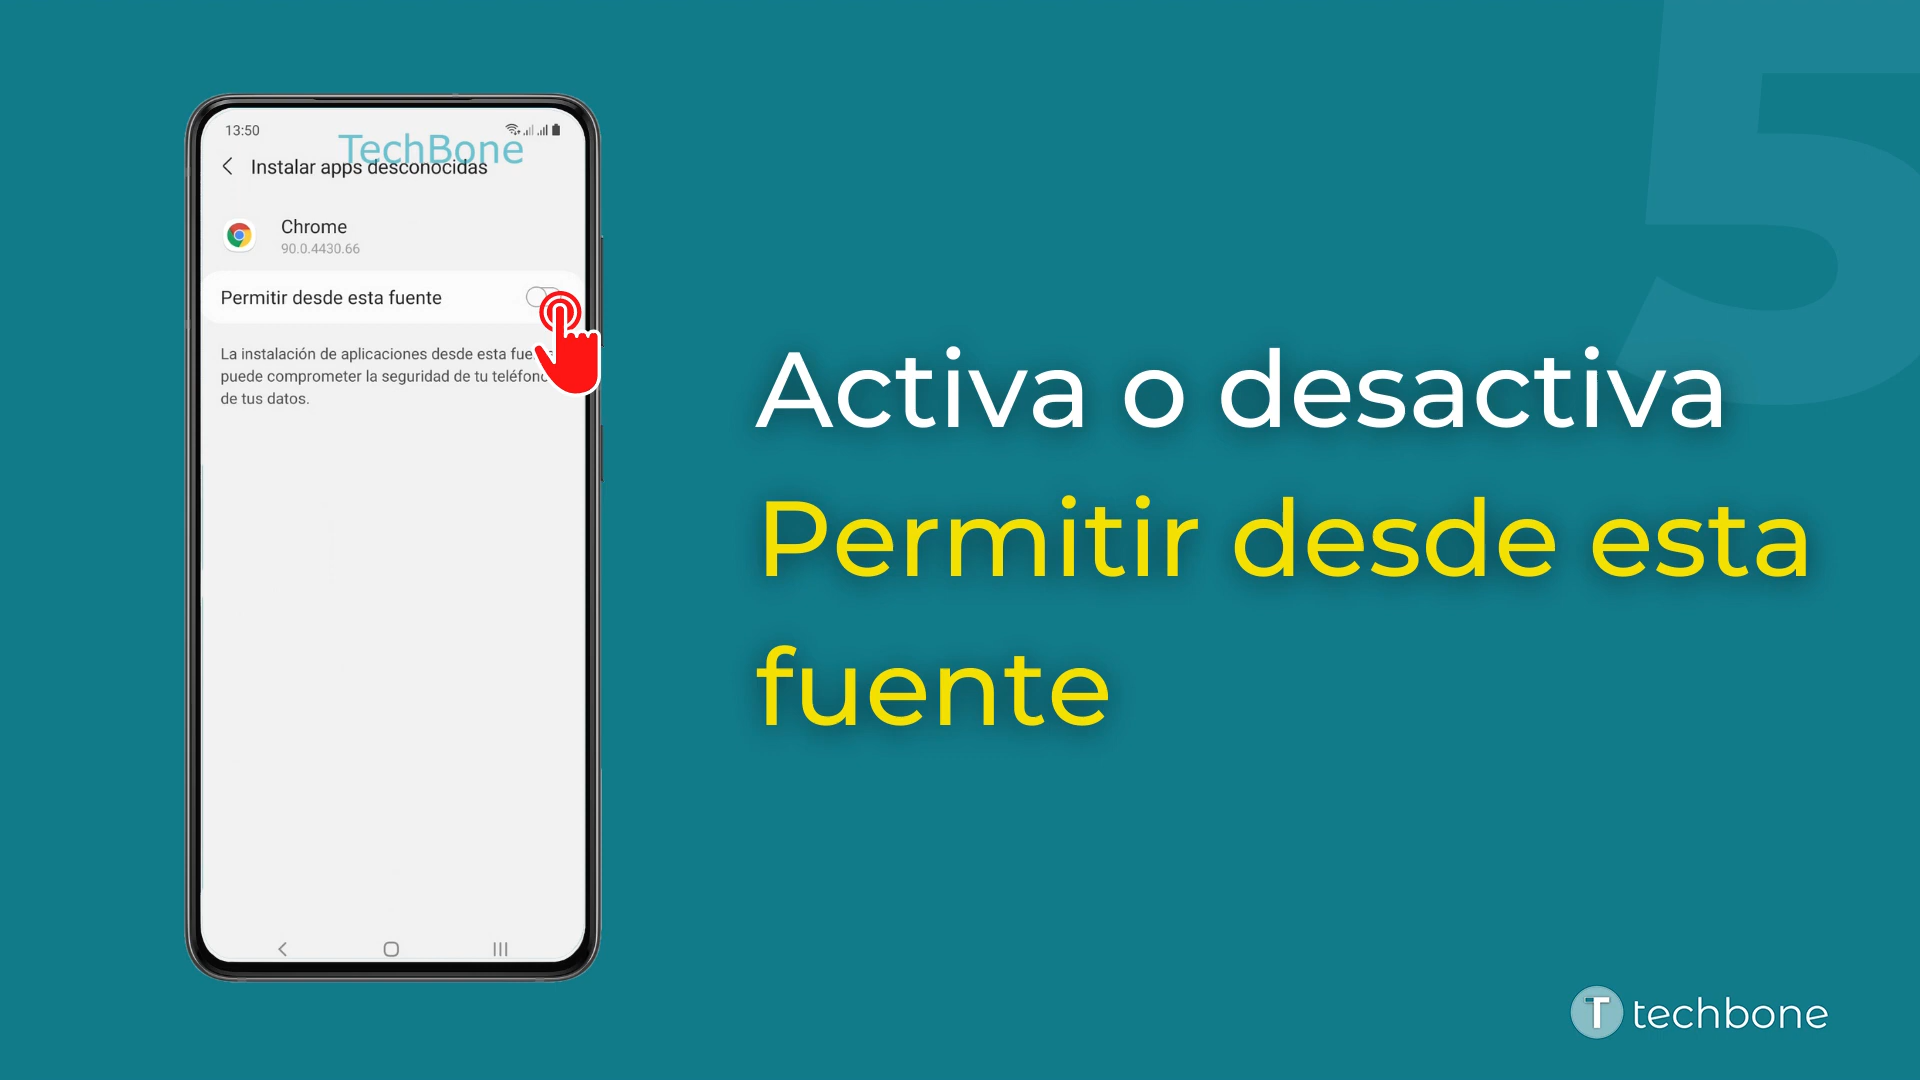 5
13:50
TechBone
Instalar apps desconocidas
Chrome
90.0.4430.66
Permitir desde esta fuente
La instalación de aplicaciones desde esta
puede comprometer la seguridad de tu teléfono
de tus datos.
Activa o desactiva
Permitir desde esta
fuente
T techbone